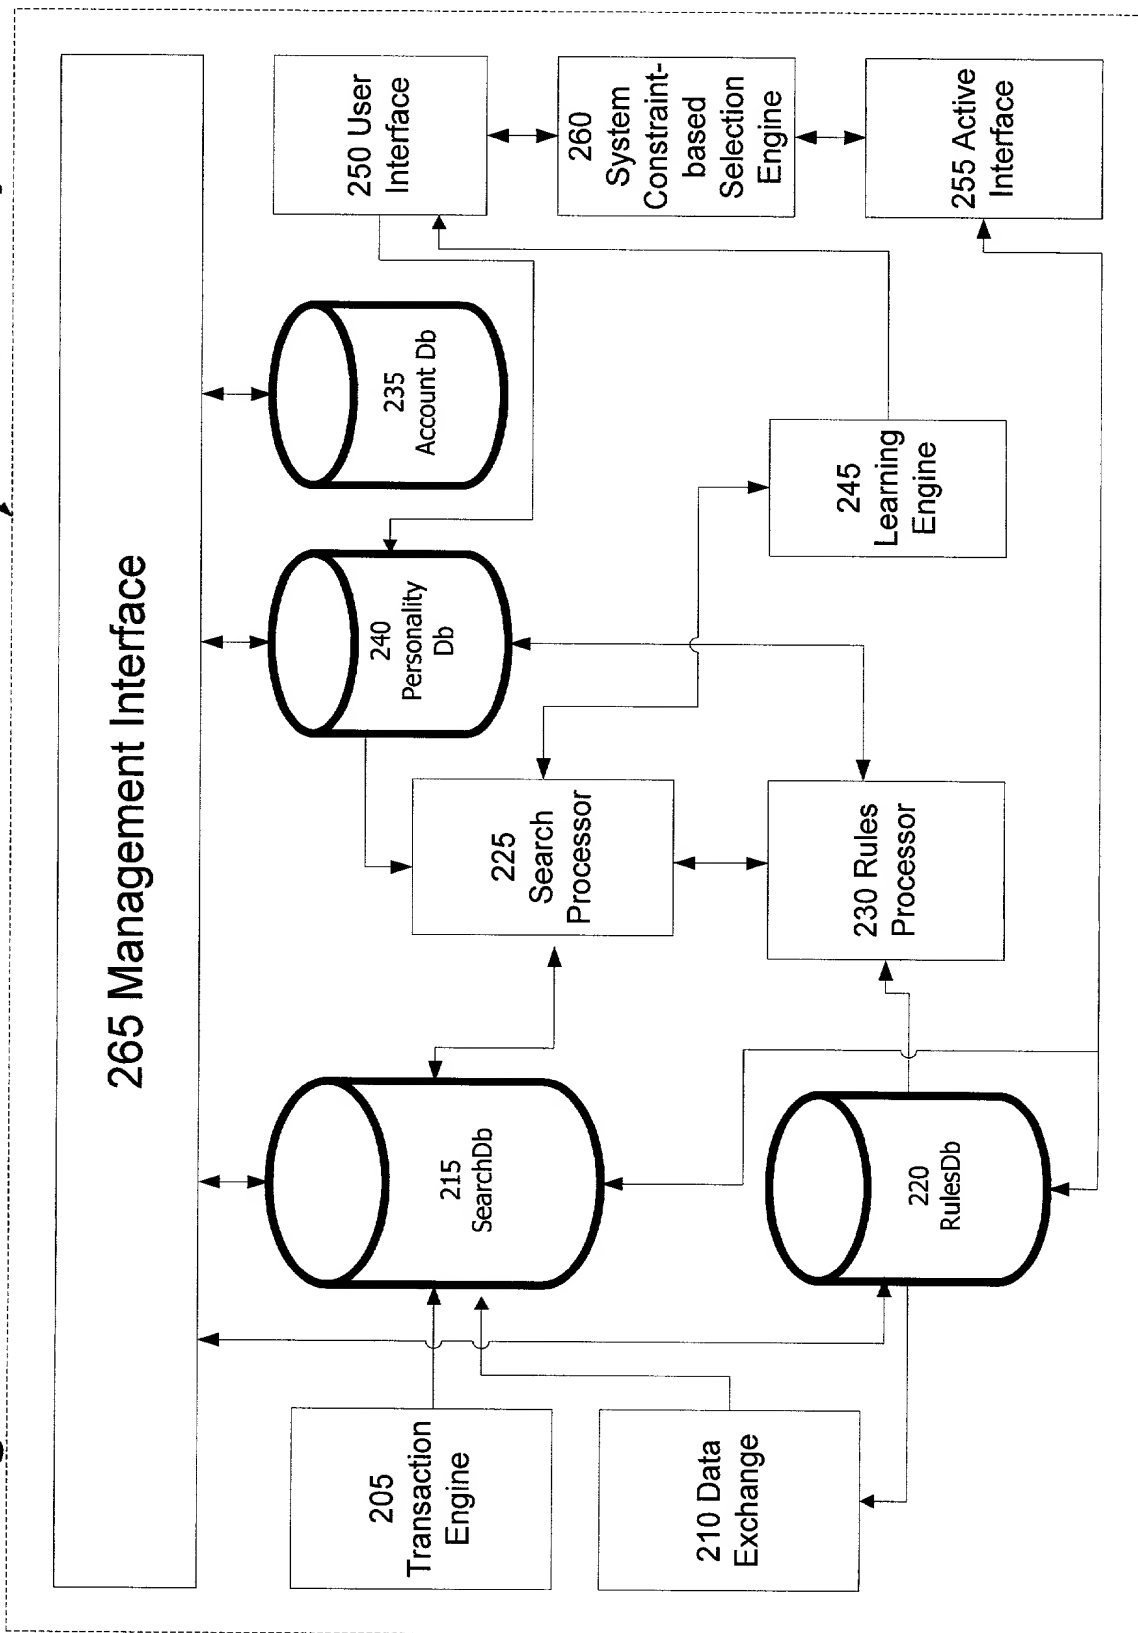 265 Management Interface
205
Transaction
Engine
215
SearchDb
240
Personality
Db
235
Account Db
250 User
Interface
225
Search
Processor
260
System
Constraint-
based
Selection
Engine
210 Data
Exchange
220
RulesDb
230 Rules
Processor
245
Learning
Engine
255 Active
Interface